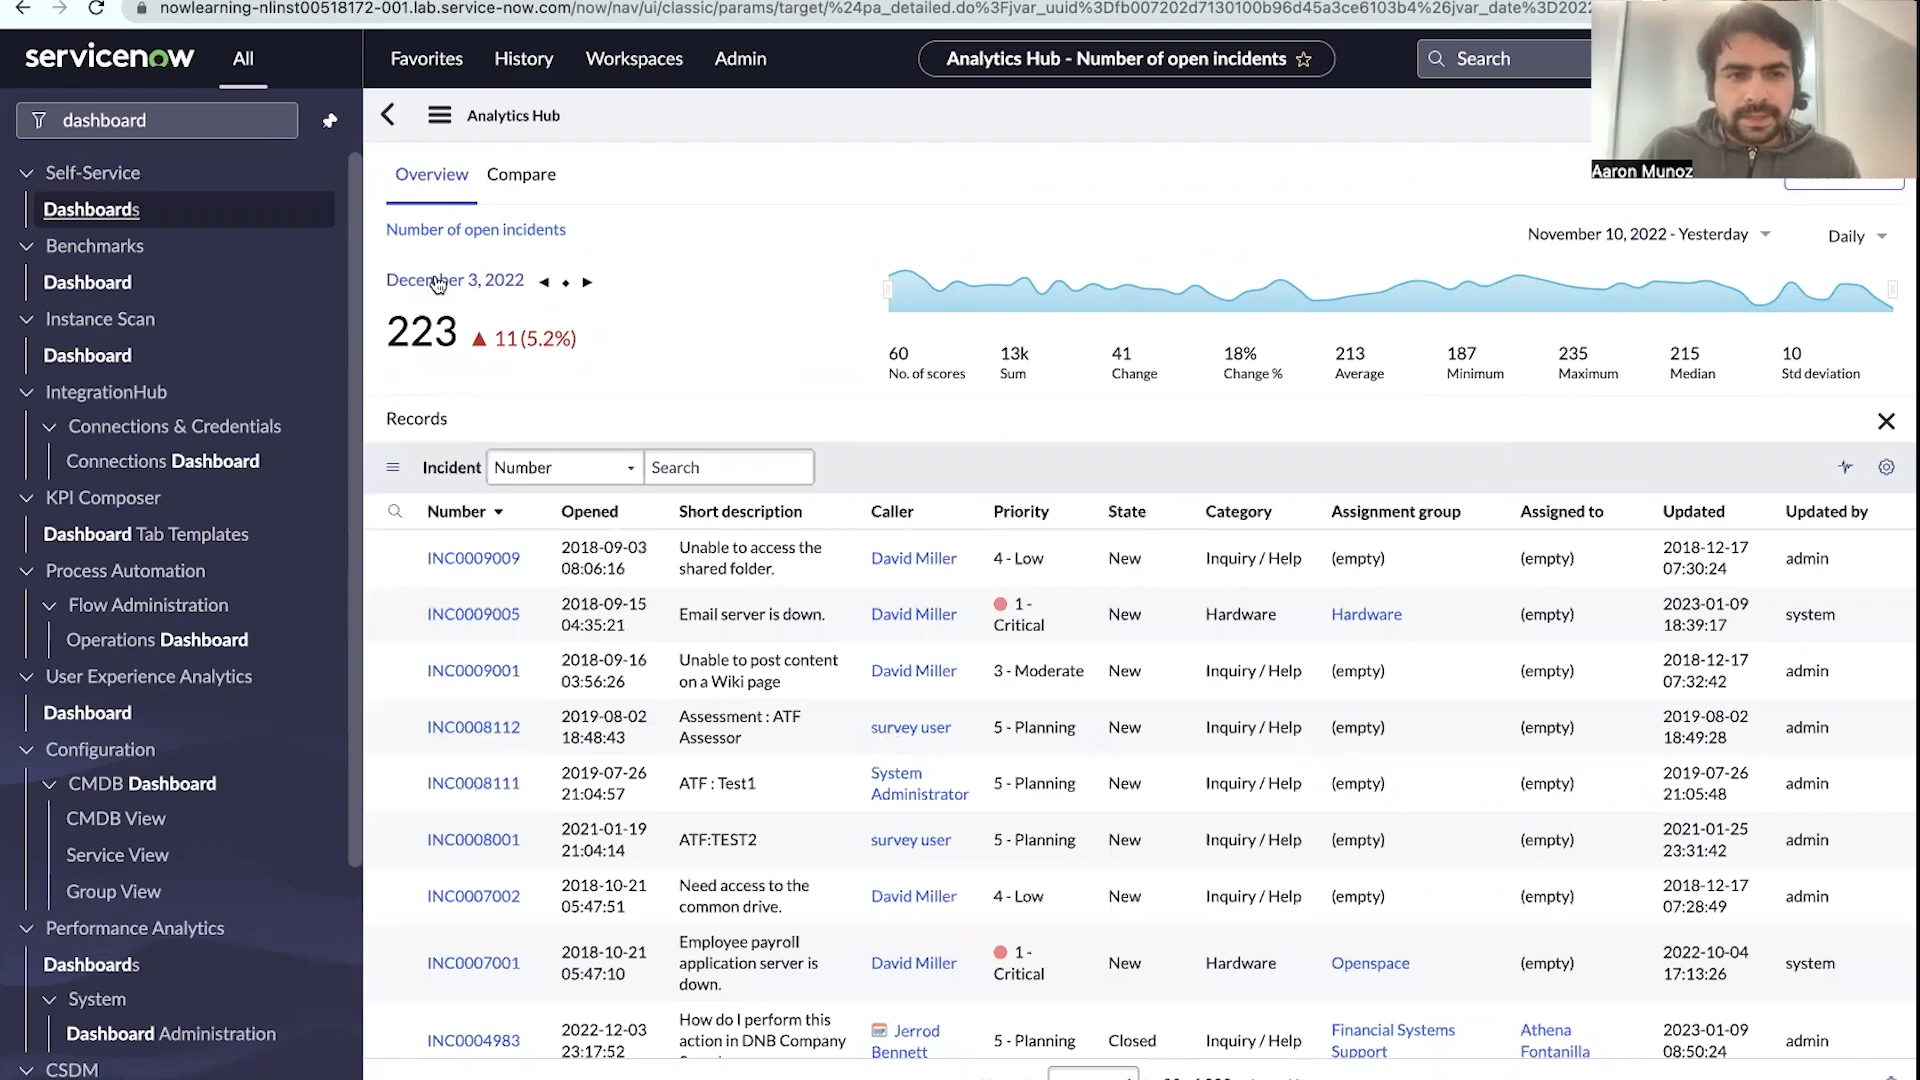 nowlearning-nlinst00518172-001.lab.service-now.com/now/nav/ui/classic/params/target/%24pa_detailed.do%3Fjvar_uuid%3Dfb007202d7130100b96d45a3ce6103b4%26jvar_date%3D2022
servicenow
All
Favorites
History
Workspaces
Admin
Analytics Hub - Number of open incidents
Search
dashboard
Self-Service
Dashboards
Benchmarks
Dashboard
Instance Scan
Dashboard
IntegrationHub
Connections & Credentials
Connections Dashboard
KPI Composer
Dashboard Tab Templates
Process Automation
Flow Administration
Operations Dashboard
User Experience Analytics
Dashboard
Configuration
CMDB Dashboard
CMDB View
Service View
Group View
Performance Analytics
Dashboards
System
Dashboard Administration
CSDM
Analytics Hub
Aaron Munoz
Overview Compare
Number of open incidents
November 10, 2022 - Yesterday
Daily
December 3, 2022
223 ▲ 11 (5.2%)
60 13k 41 18% 213 187 235 215 10
No. of scores Sum Change Change % Average Minimum Maximum Median Std deviation
Records
Incident Number Search
Number Opened Short description Caller Priority State Category Assignment group Assigned to Updated Updated by
INC0009009 2018-09-03 08:06:16 Unable to access the shared folder. David Miller 4 - Low New Inquiry / Help (empty) (empty) 2018-12-17 07:30:24 admin
INC0009005 2018-09-15 04:35:21 Email server is down. David Miller 1 - Critical New Hardware Hardware (empty) 2023-01-09 18:39:17 system
INC0009001 2018-09-16 03:56:26 Unable to post content on a Wiki page David Miller 3 - Moderate New Inquiry / Help (empty) (empty) 2018-12-17 07:32:42 admin
INC0008112 2019-08-02 18:48:43 Assessment : ATF Assessor survey user 5 - Planning New Inquiry / Help (empty) (empty) 2019-08-02 18:49:28 admin
INC0008111 2019-07-26 21:04:57 ATF : Test1 System Administrator 5 - Planning New Inquiry / Help (empty) (empty) 2019-07-26 21:05:48 admin
INC0008001 2021-01-19 21:04:14 ATF:TEST2 survey user 5 - Planning New Inquiry / Help (empty) (empty) 2021-01-25 23:31:42 admin
INC0007002 2018-10-21 05:47:51 Need access to the common drive. David Miller 4 - Low New Inquiry / Help (empty) (empty) 2018-12-17 07:28:49 admin
INC0007001 2018-10-21 05:47:10 Employee payroll application server is down. David Miller 1 - Critical New Hardware Openspace (empty) 2022-10-04 17:13:26 system
INC0004983 2022-12-03 23:17:52 How do I perform this action in DNB Company Jerrod Bennett 5 - Planning Closed Inquiry / Help Financial Systems Support Athena Fontanilla 2023-01-09 08:50:24 admin